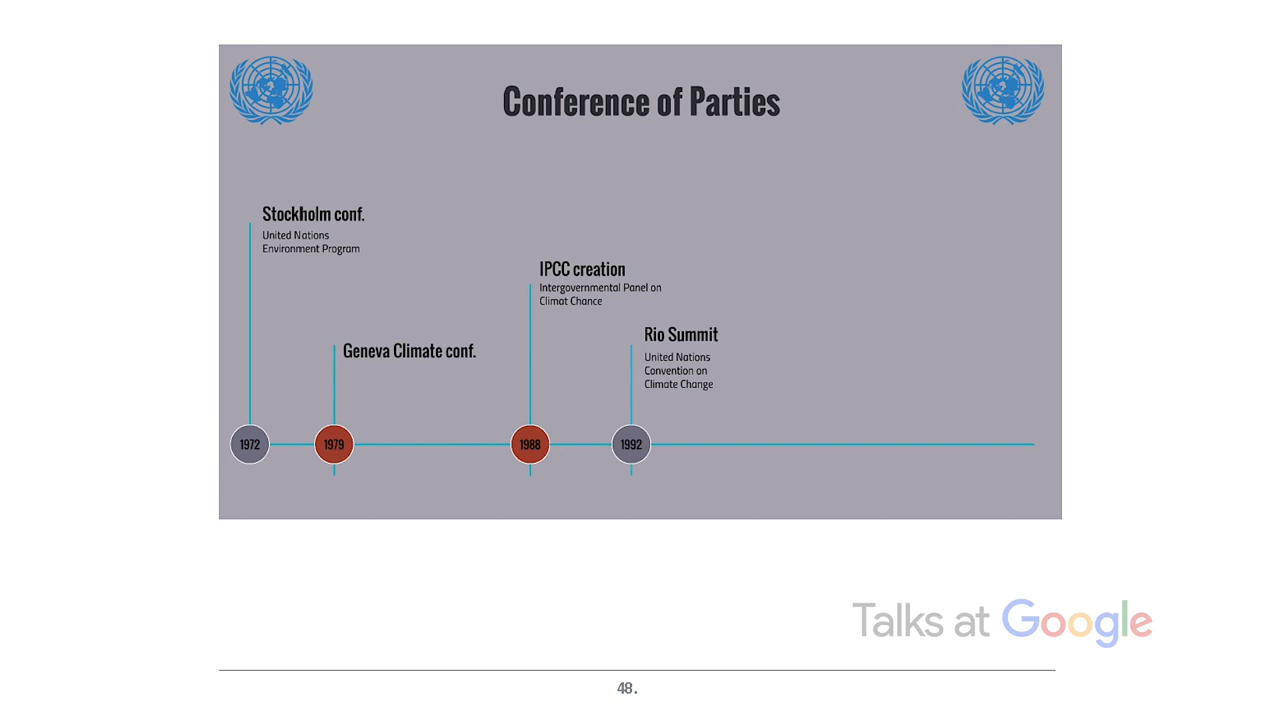 Conference of Parties
Stockholm conf.
United Nations
Environment Program
IPCC creation
Intergovernmental Panel on
Climat Chance
Rio Summit
United Nations
Convention on
Climate Change
Geneva Climate conf.
1972
1979
1988
1992
Talks at Google
48.